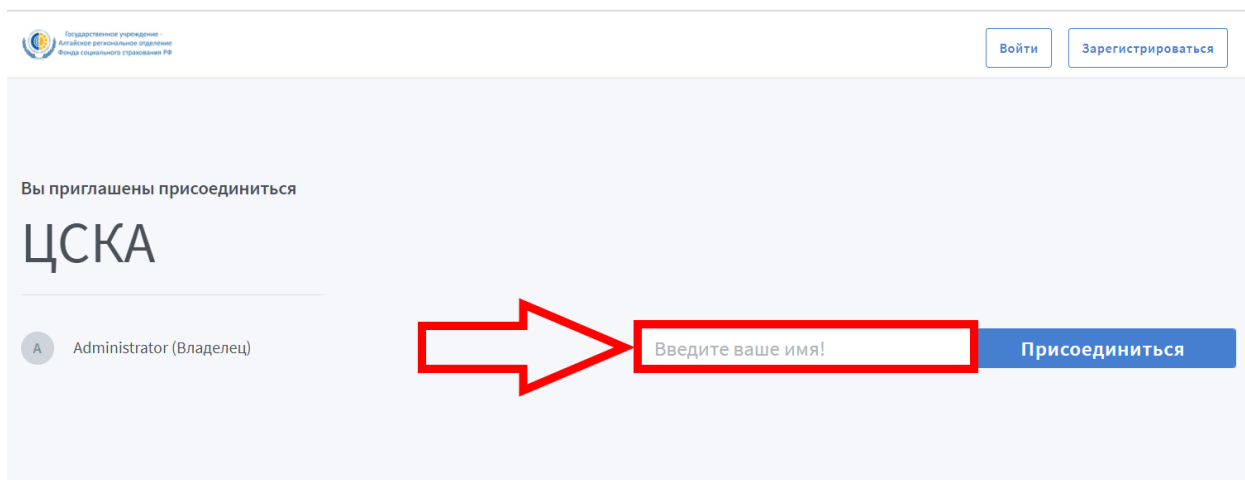 Государственное учреждение -
Алтайское региональное отделение
Фонда социального страхования РФ
Войти
Зарегистрироваться
Вы приглашены присоединиться
ЦСКА
A
Administrator (Владелец)
Введите ваше имя!
Присоединиться